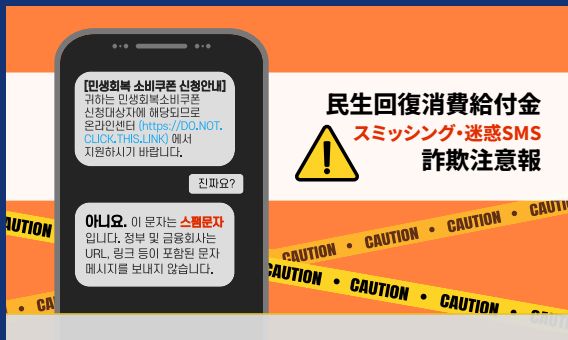 [민생회복 소비쿠폰 신청안내]
귀하는 민생회복소비쿠폰
신청대상자에 해당되므로
온라인센터 (https://DO.NOT.
CLICK.THIS.LINK) 에서
지원하시기 바랍니다.
진짜요?
아니요. 이 문자는 스팸문자
입니다. 정부 및 금융회사는
URL, 링크 등이 포함된 문자
메시지를 보내지 않습니다.
民生回復消費給付金
スミッシング・迷惑SMS
詐欺注意報
AUTION
CA
CAUTION • CAUTION • CAUTION • CAUTI
CAUTION • CAUTION • CAUTION •